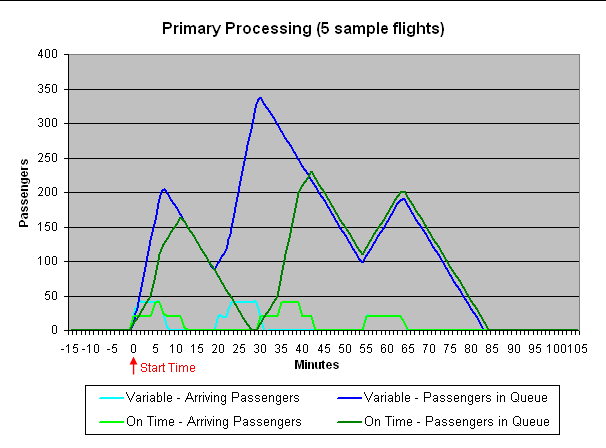 Primary Processing (5 sample flights)
400
350
300
250
200
150
100
50
0
Passengers
-15 -10 -5 0 5 10 15 20 25 30 35 40 45 50 55 60 65 70 75 80 85 90 95 100105
Start Time
Minutes
Variable - Arriving Passengers Variable - Passengers in Queue
On Time - Arriving Passengers On Time - Passengers in Queue